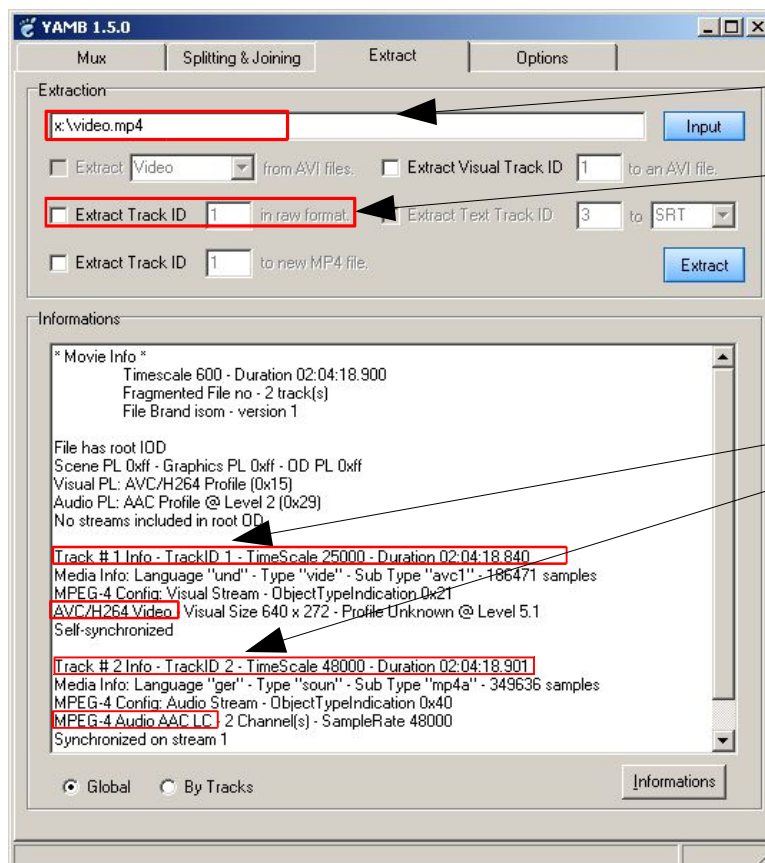 YAMB 1.5.0
Mux Splitting & Joining Extract Options
Extraction
x:\video.mp4 Input
Extract Video from AVI files. Extract Visual Track ID 1 to an AVI file.
Extract Track ID 1 in raw format. Extract Text Track ID 3 to SRT
Extract Track ID 1 to new MP4 file. Extract
Informations
* Movie Info *
Timescale 600 - Duration 02:04:18.900
Fragmented File no - 2 track(s)
File Brand isom - version 1
File has root IOD
Scene PL 0xff - Graphics PL 0xff - OD PL 0xff
Visual PL: AVC/H264 Profile (0x15)
Audio PL: AAC Profile @ Level 2 (0x29)
No streams included in root OD
Track # 1 Info - TrackID 1 - TimeScale 25000 - Duration 02:04:18.840
Media Info: Language "und" - Type "vide" - Sub Type "avc1" - 186471 samples
MPEG-4 Config: Visual Stream - ObjectTypeIndication 0x21
AVC/H264 Video - Visual Size 640 x 272 - Profile Unknown @ Level 5.1
Self-synchronized
Track # 2 Info - TrackID 2 - TimeScale 48000 - Duration 02:04:18.901
Media Info: Language "ger" - Type "soun" - Sub Type "mp4a" - 349636 samples
MPEG-4 Config: Audio Stream - ObjectTypeIndication 0x40
MPEG-4 Audio AAC LC - 2 Channel(s) - SampleRate 48000
Synchronized on stream 1
Global By Tracks Informations